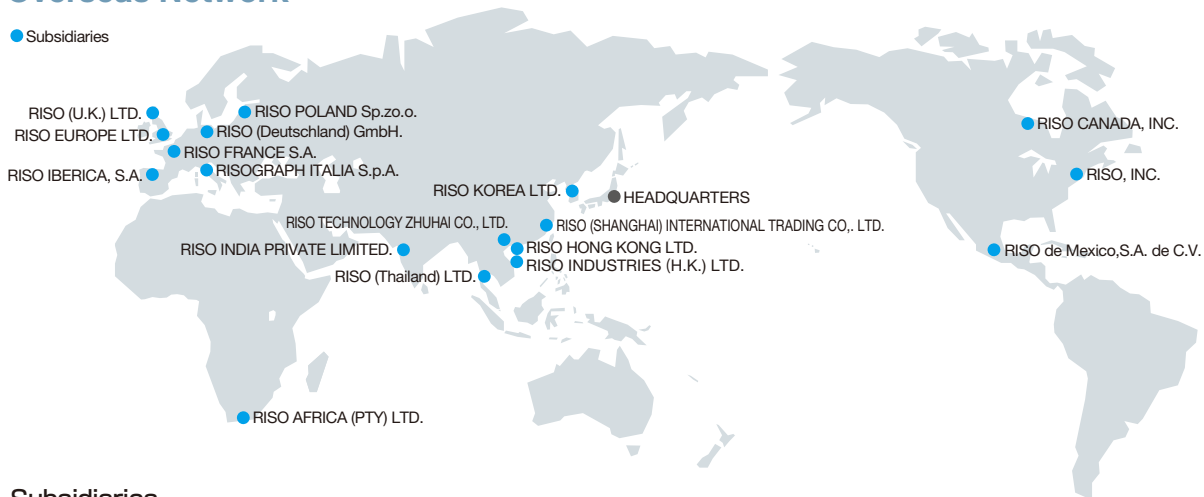 Overseas Network
Subsidiaries
RISO (U.K.) LTD.
RISO POLAND Sp.zo.o.
RISO EUROPE LTD.
RISO (Deutschland) GmbH.
RISO FRANCE S.A.
RISO IBERICA, S.A.
RISOGRAPH ITALIA S.p.A.
RISO CANADA, INC.
RISO, INC.
RISO KOREA LTD.
HEADQUARTERS
RISO TECHNOLOGY ZHUHAI CO., LTD.
RISO (SHANGHAI) INTERNATIONAL TRADING CO,. LTD.
RISO INDIA PRIVATE LIMITED.
RISO HONG KONG LTD.
RISO INDUSTRIES (H.K.) LTD.
RISO de Mexico,S.A. de C.V.
RISO (Thailand) LTD.
RISO AFRICA (PTY) LTD.
Subsidiaries